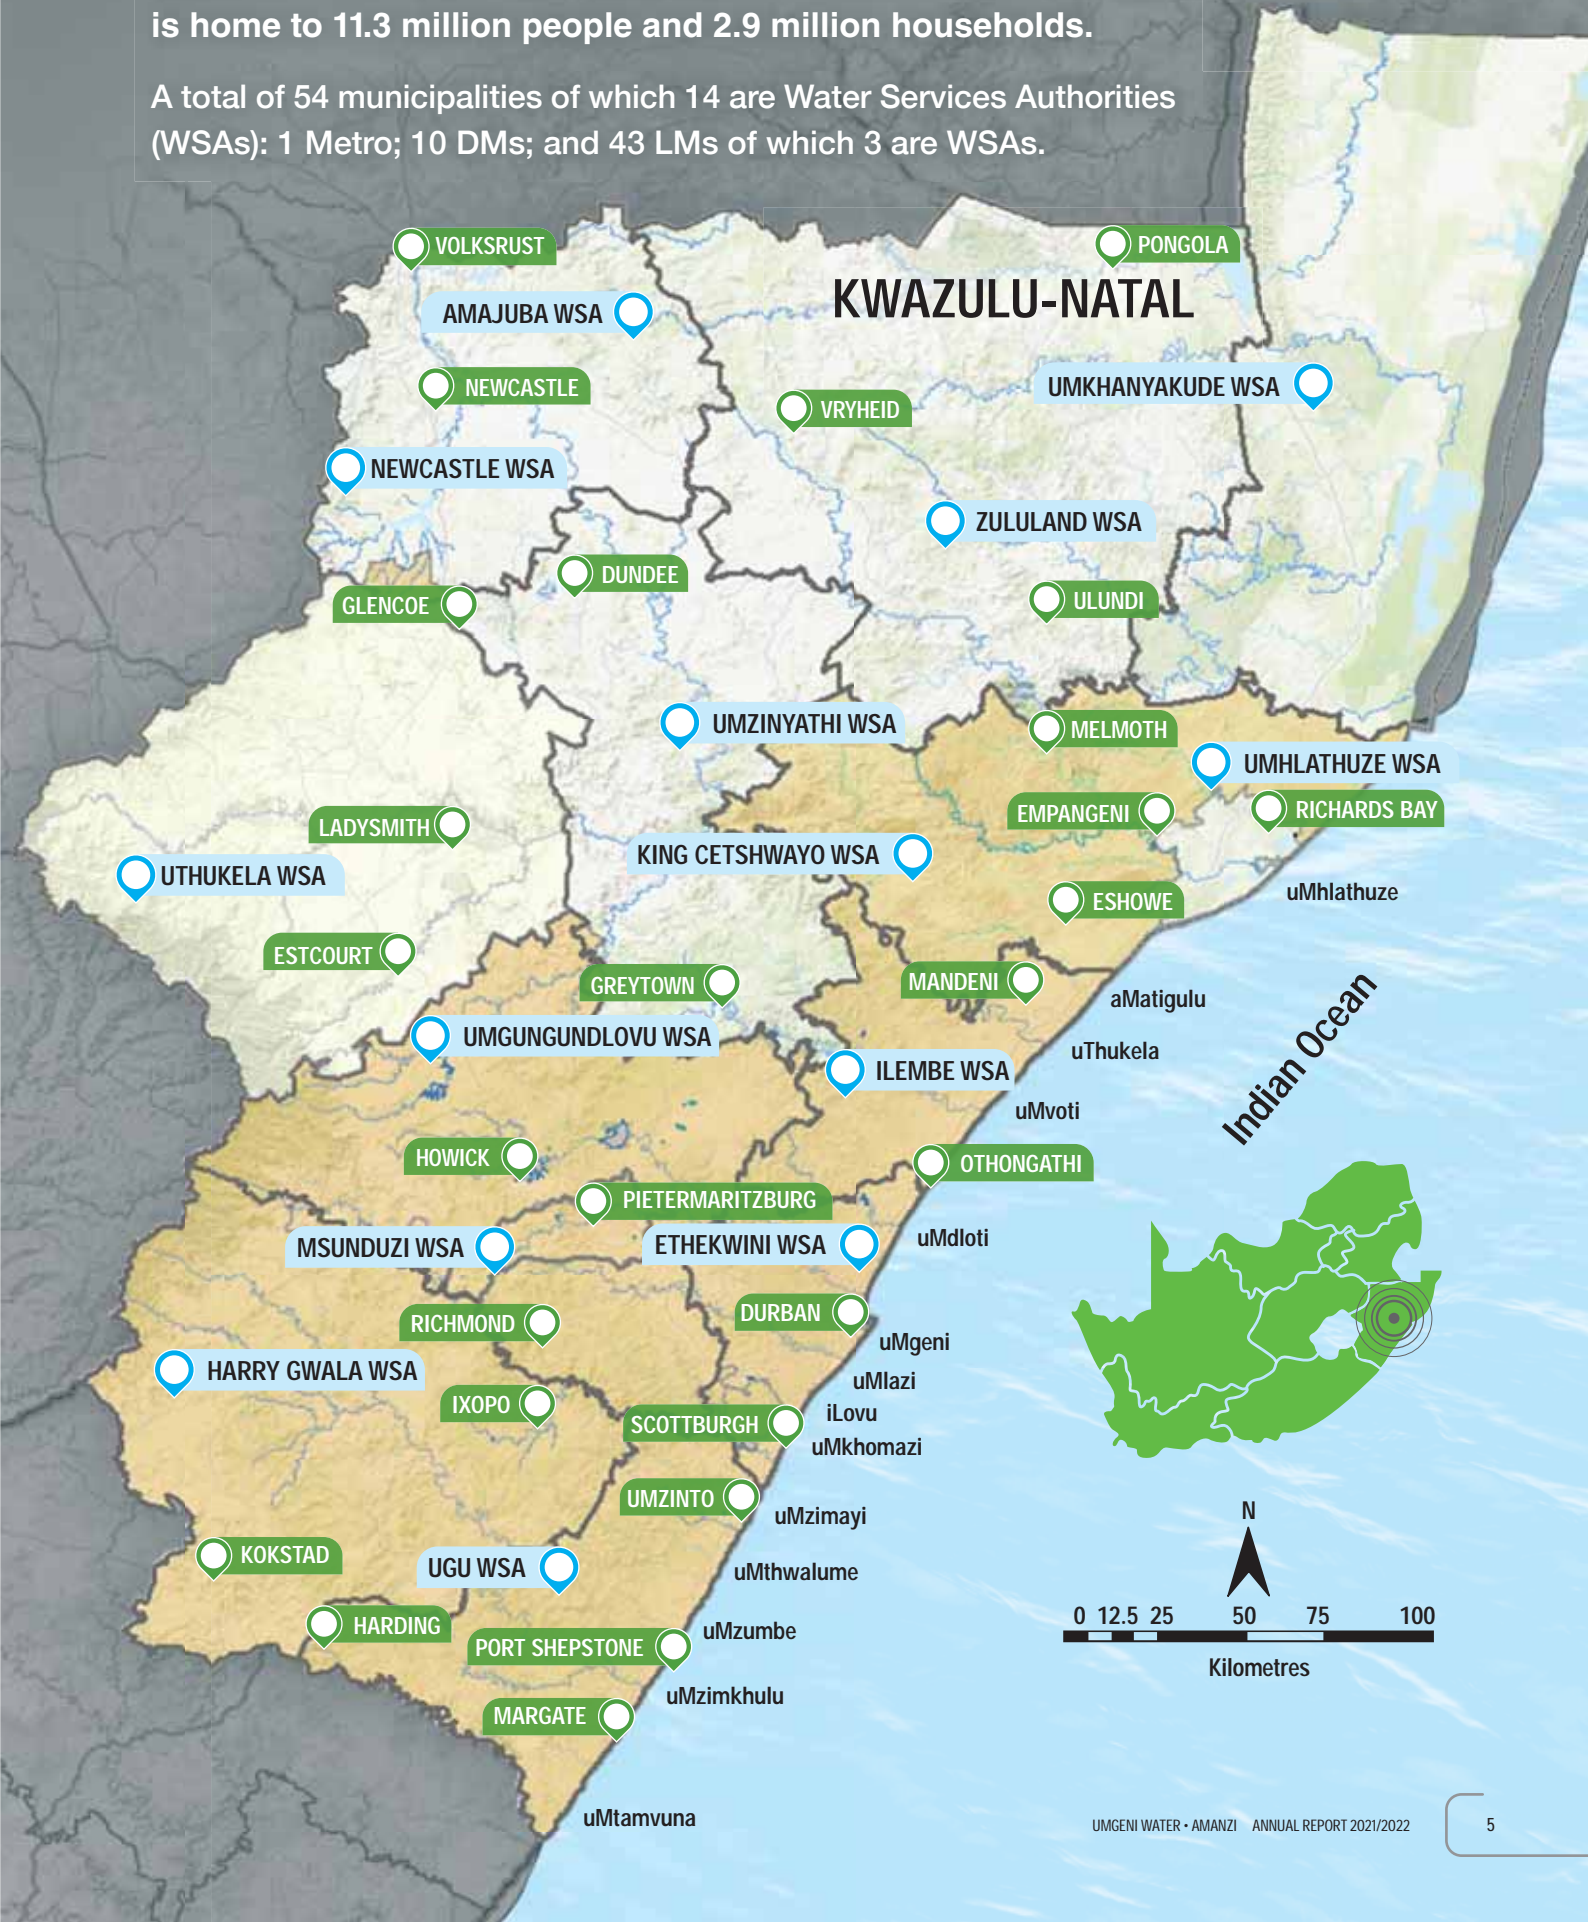 is home to 11.3 million people and 2.9 million households.
A total of 54 municipalities of which 14 are Water Services Authorities
(WSAs): 1 Metro; 10 DMs; and 43 LMs of which 3 are WSAs.
VOLKSRUST
PONGOLA
KWAZULU-NATAL
AMAJUBA WSA
NEWCASTLE
UMKHANYAKUDE WSA
VRYHEID
NEWCASTLE WSA
ZULULAND WSA
DUNDEE
GLENCOE
ULUNDI
UMZINYATHI WSA
MELMOTH
UMHLATHUZE WSA
EMPANGENI
RICHARDS BAY
LADYSMITH
KING CETSHWAYO WSA
UTHUKELA WSA
uMhlathuze
ESHOWE
ESTCOURT
GREYTOWN
MANDENI
aMatigulu
UMGUNGUNDLOVU WSA
uThukela
Indian Ocean
ILEMBE WSA
uMvoti
HOWICK
OTHONGATHI
PIETERMARITZBURG
MSUNDUZI WSA
ETHEKWINI WSA
uMdloti
RICHMOND
DURBAN
uMgeni
HARRY GWALA WSA
uMlazi
IXOPO
iLovu
SCOTTBURGH
uMkhomazi
UMZINTO
uMzimayi
N
KOKSTAD
UGU WSA
uMthwalume
HARDING
0 12.5 25 50 75 100
Kilometres
PORT SHEPSTONE
uMzumbe
uMzimkhulu
MARGATE
uMtamvuna
UMGENI WATER • AMANZI ANNUAL REPORT 2021/2022 5